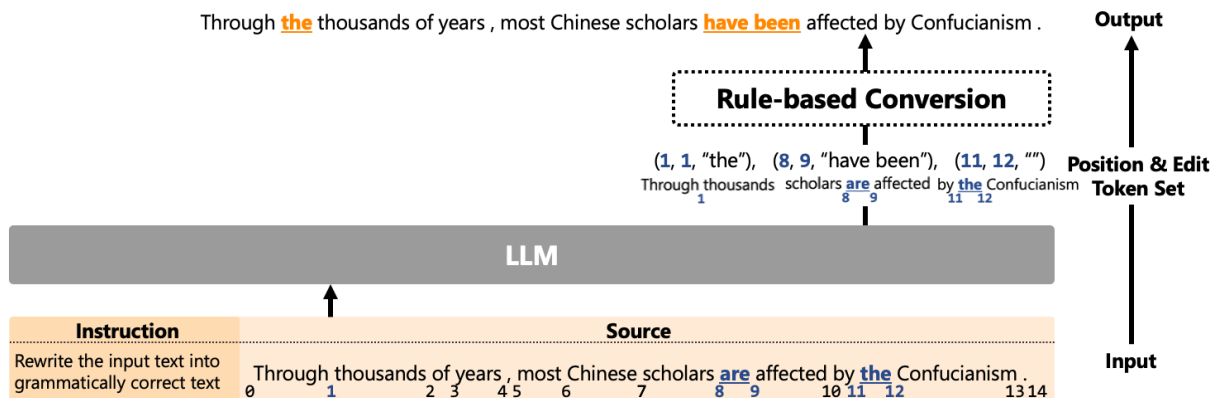 Through the thousands of years , most Chinese scholars have been affected by Confucianism .
Output
Rule-based Conversion
(1, 1, “the”), (8, 9, “have been”), (11, 12, “”)
Through thousands scholars are affected by the Confucianism
1 8 9 11 12
Position & Edit
Token Set
LLM
Instruction
Source
Rewrite the input text into
grammatically correct text
Through thousands of years , most Chinese scholars are affected by the Confucianism .
0 1 2 3 4 5 6 7 8 9 10 11 12 13 14
Input